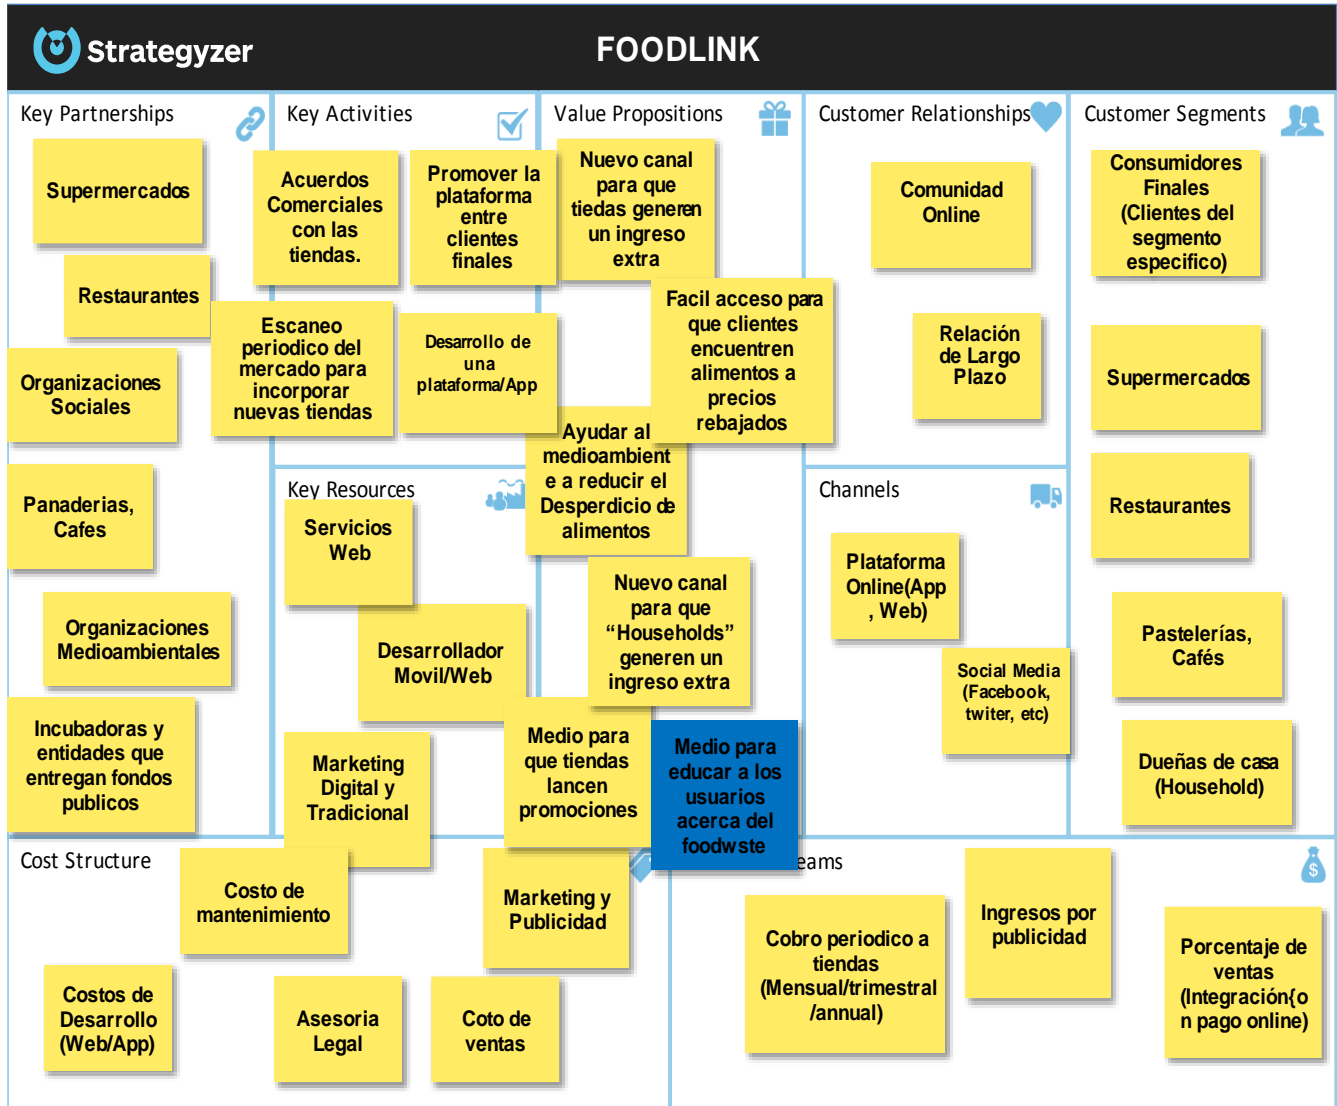 Strategyzer
FOODLINK
Key Partnerships
Supermercados
Restaurantes
Organizaciones
Sociales
Panaderias,
Cafes
Organizaciones
Medioambientales
Incubadoras y
entidades que
entregan fondos
publicos
Key Activities
Acuerdos
Comerciales
con las
tiendas.
Promover la
plataforma
entre
clientes
finales
Escaneo
periodico del
mercado para
incorporar
nuevas tiendas
Desarrollo de
una
plataforma/App
Key Resources
Servicios
Web
Desarrollador
Movil/Web
Marketing
Digital y
Tradicional
Value Propositions
Nuevo canal
para que
tiedas generen
un ingreso
extra
Facil acceso para
que clientes
encuentren
alimentos a
precios
rebajados
Ayudar al
medioambient
e a reducir el
Desperdicio de
alimentos
Nuevo canal
para que
“Households”
generen un
ingreso extra
Medio para
que tiendas
lancen
promociones
Medio para
educar a los
usuarios
acerca del
foodwste
Customer Relationships
Comunidad
Online
Relación
de Largo
Plazo
Channels
Plataforma
Online(App
, Web)
Social Media
(Facebook,
twiter, etc)
Customer Segments
Consumidores
Finales
(Clientes del
segmento
especifico)
Supermercados
Restaurantes
Pastelerías,
Cafés
Dueñas de casa
(Household)
Cost Structure
Costo de
mantenimiento
Marketing y
Publicidad
Costos de
Desarrollo
(Web/App)
Asesoria
Legal
Coto de
ventas
eams
Cobro periodico a
tiendas
(Mensual/trimestral
/annual)
Ingresos por
publicidad
Porcentaje de
ventas
(Integración{o
n pago online)
$